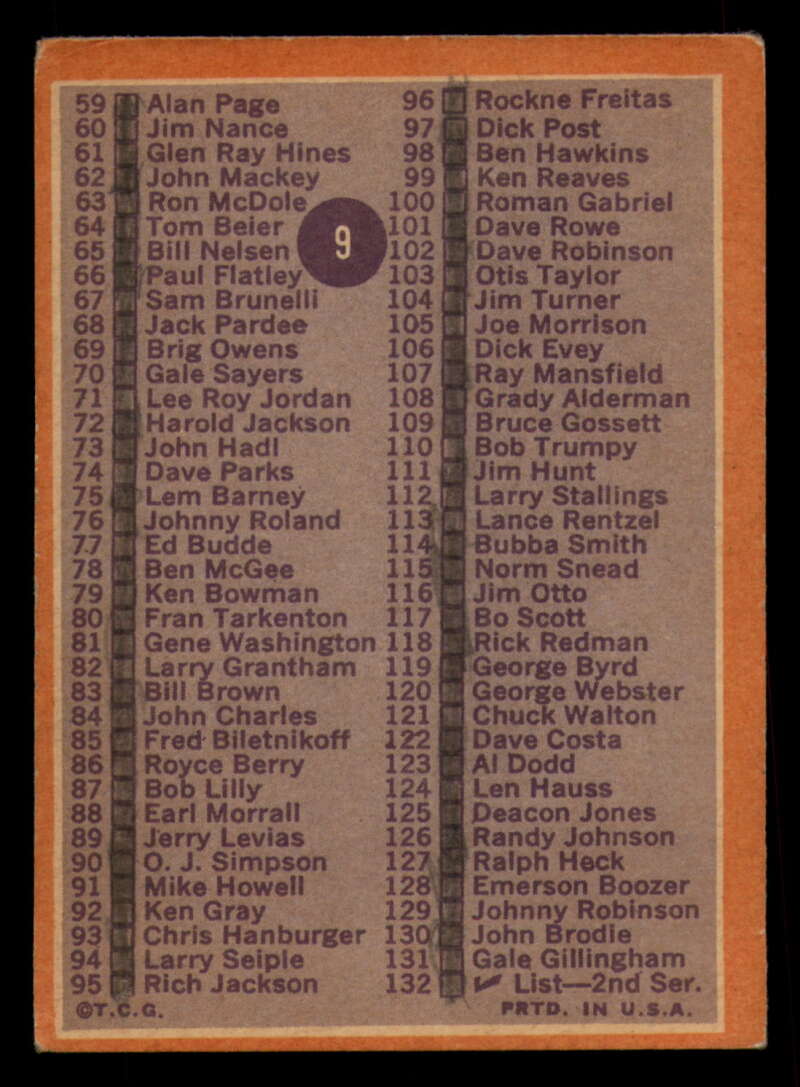 59 Alan Page
60 Jim Nance
61 Glen Ray Hines
62 John Mackey
63 Ron McDole
64 Tom Beier
65 Bill Nelsen
66 Paul Flatley
67 Sam Brunelli
68 Jack Pardee
69 Brig Owens
70 Gale Sayers
71 Lee Roy Jordan
72 Harold Jackson
73 John Hadl
74 Dave Parks
75 Lem Barney
76 Johnny Roland
77 Ed Budde
78 Ben McGee
79 Ken Bowman
80 Fran Tarkenton
81 Gene Washington
82 Larry Grantham
83 Bill Brown
84 John Charles
85 Fred Biletnikoff
86 Royce Berry
87 Bob Lilly
88 Earl Morrall
89 Jerry Levias
90 O. J. Simpson
91 Mike Howell
92 Ken Gray
93 Chris Hanburger
94 Larry Seiple
95 Rich Jackson
©T.C.G.
9
96 Rockne Freitas
97 Dick Post
98 Ben Hawkins
99 Ken Reaves
100 Roman Gabriel
101 Dave Rowe
102 Dave Robinson
103 Otis Taylor
104 Jim Turner
105 Joe Morrison
106 Dick Evey
107 Ray Mansfield
108 Grady Alderman
109 Bruce Gossett
110 Bob Trumpy
111 Jim Hunt
112 Larry Stallings
113 Lance Rentzel
114 Bubba Smith
115 Norm Snead
116 Jim Otto
117 Bo Scott
118 Rick Redman
119 George Byrd
120 George Webster
121 Chuck Walton
122 Dave Costa
123 Al Dodd
124 Len Hauss
125 Deacon Jones
126 Randy Johnson
127 Ralph Heck
128 Emerson Boozer
129 Johnny Robinson
130 John Brodie
131 Gale Gillingham
132 ✔ List—2nd Ser.
PRTD. IN U.S.A.